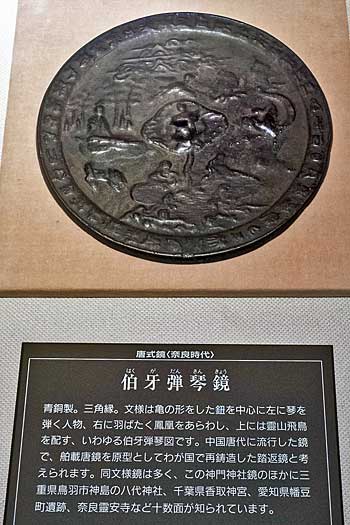 唐式鏡〈奈良時代〉
はく が だん きん きょう
伯牙弾琴鏡
青銅製。三角縁。文様は亀の形をした鈕を中心に左に琴を
弾く人物、右に羽ばたく鳳凰をあらわし、上には霊山飛鳥
を配す、いわゆる伯牙弾琴図です。中国唐代に流行した鏡
で、舶載唐鏡を原型としてわが国で再鋳造した踏返鏡と考
えられます。同文様鏡は多く、この神門神社鏡のほかに三
重県鳥羽市神島の八代神社、千葉県香取神宮、愛知県幡豆
町遺跡、奈良霊安寺など十数面が知られています。